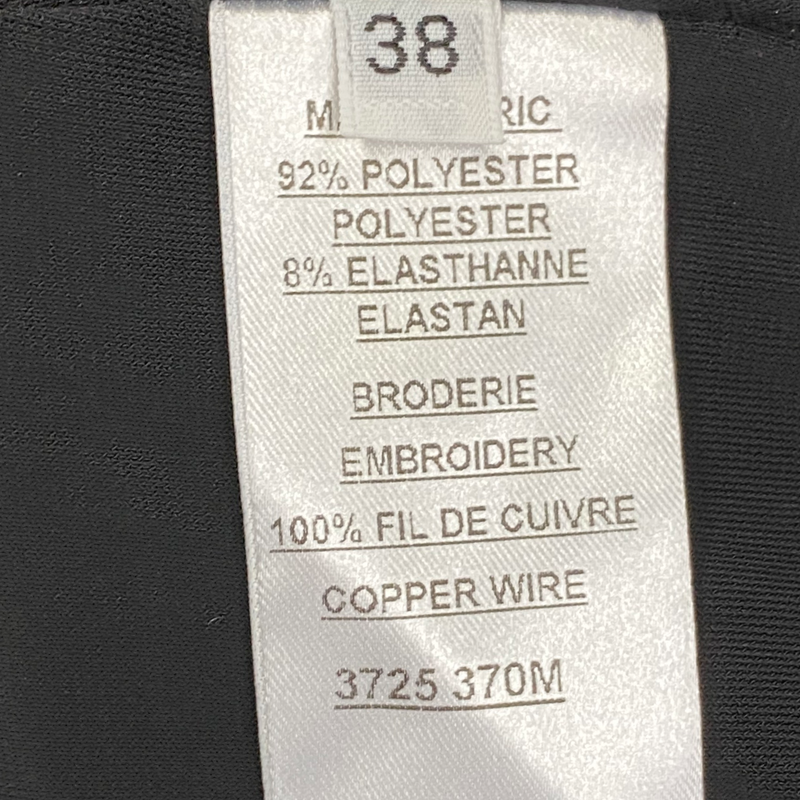 38
92% POLYESTER
POLYESTER
8% ELASTHANNE
ELASTAN
BRODERIE
EMBROIDERY
100% FIL DE CUIVRE
COPPER WIRE
3725 370M